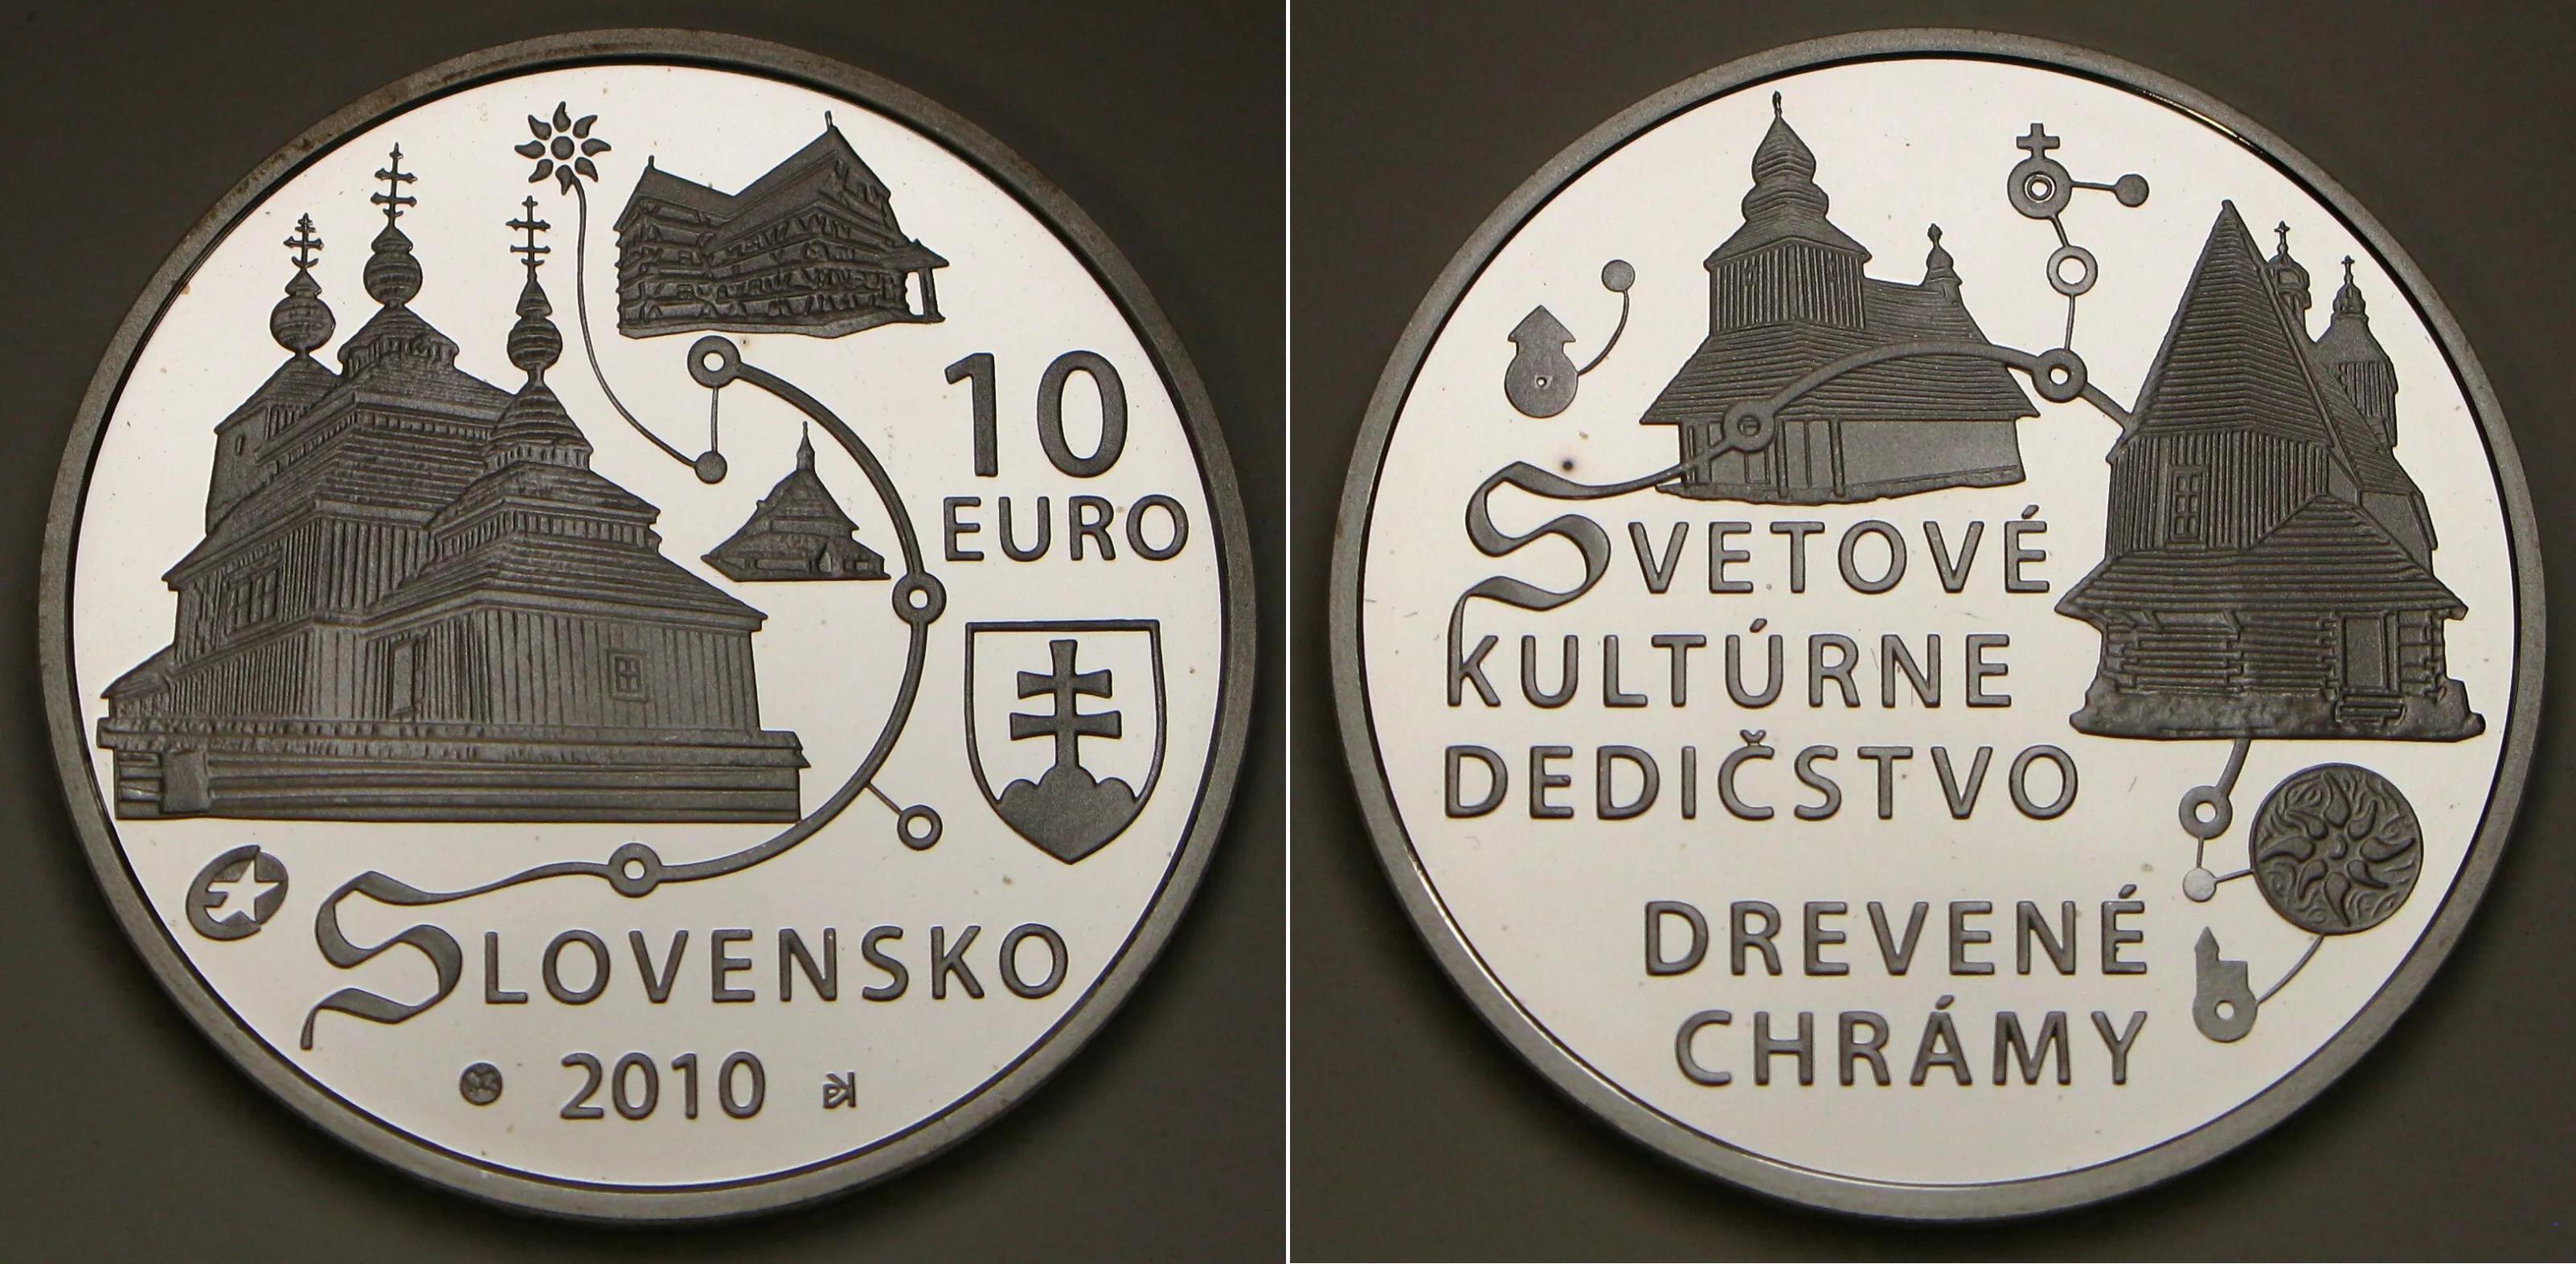 10
EURO
SLOVENSKO
2010
SVETOVÉ
KULTÚRNE
DEDIČSTVO
DREVENÉ
CHRÁMY